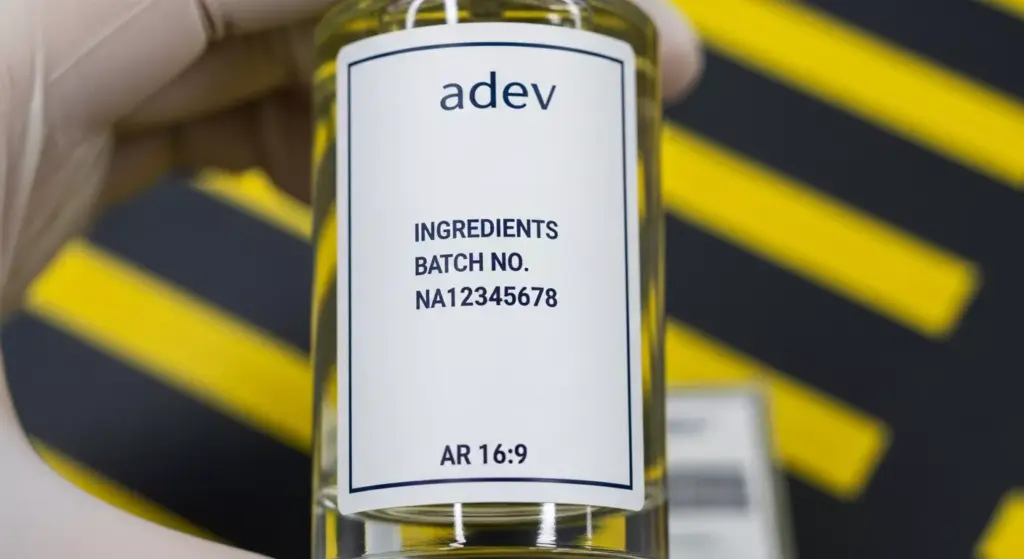 adev
INGREDIENTS
BATCH NO.
NA12345678
AR 16:9